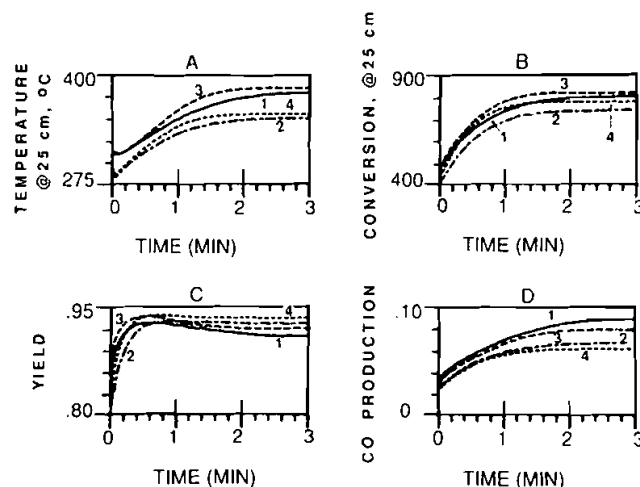 A
TEMPERATURE
@25 cm, oC
400
275
3
1 4
2
0 1 2 3
TIME (MIN)
B
CONVERSION, @25 cm
900
400
3
2
1
4
0 1 2 3
TIME (MIN)
C
YIELD
.95
.80
3
4
2
1
0 1 2 3
TIME (MIN)
D
CO PRODUCTION
.10
0
1
2
3
4
0 1 2 3
TIME (MIN)